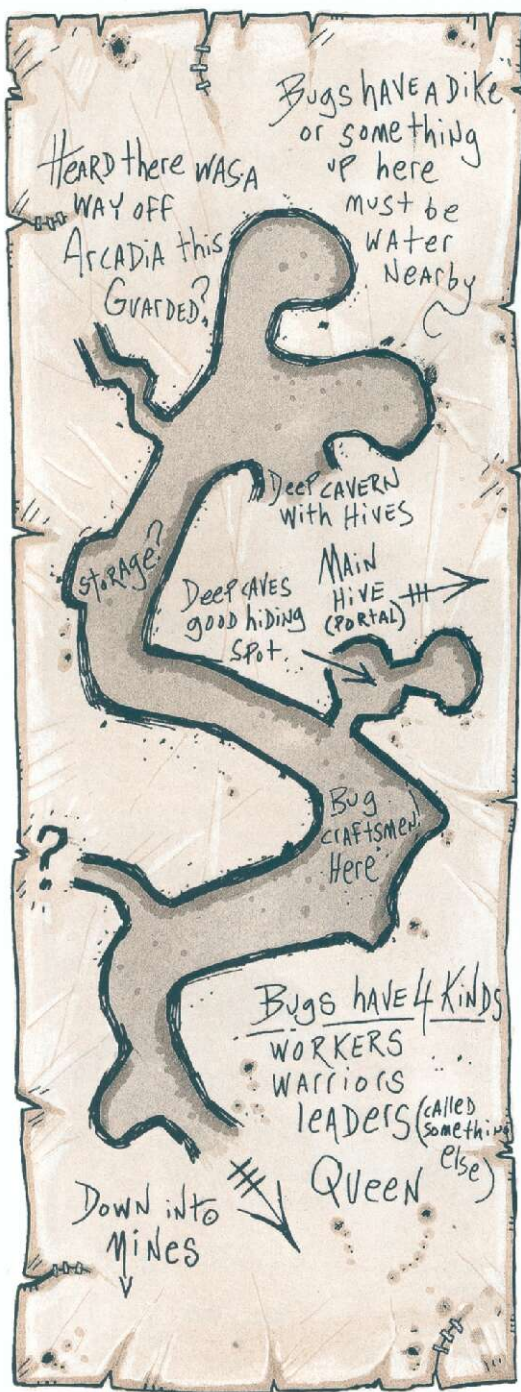 Bugs have a Dike
or something
up here
must be
water
nearby
Heard there was a
way off
Arcadia this
Guarded?
Deep cavern
with Hives
Storage?
Main
Hive
(Portal)
Deep caves
good hiding
spot
Bug
craftsmen
Here
?
Bugs have 4 Kinds
workers
warriors
leaders (called
something
else)
Queen
Down into
Mines